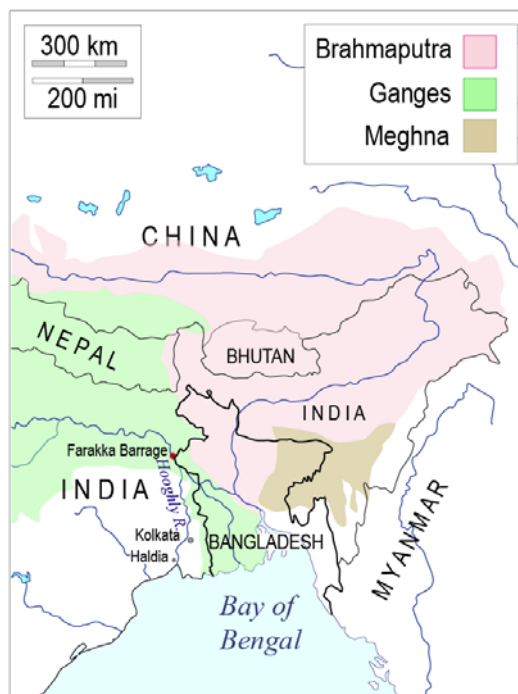 300 km
200 mi
Brahmaputra
Ganges
Meghna
CHINA
NEPAL
BHUTAN
INDIA
Farakka Barrage
INDIA
Hooghly R.
Kolkata
Haldia
BANGLADESH
MYANMAR
Bay of
Bengal